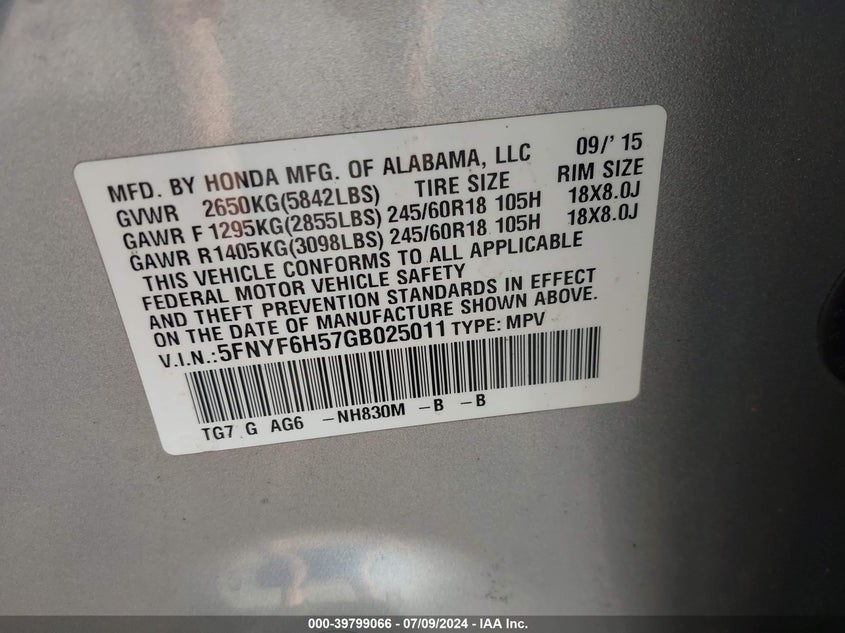 MFD. BY HONDA MFG. OF ALABAMA, LLC 09/'15
GVWR 2650KG(5842LBS) TIRE SIZE RIM SIZE
GAWR F 1295KG(2855LBS) 245/60R18 105H 18X8.0J
GAWR R1405KG(3098LBS) 245/60R18 105H 18X8.0J
THIS VEHICLE CONFORMS TO ALL APPLICABLE
FEDERAL MOTOR VEHICLE SAFETY
AND THEFT PREVENTION STANDARDS IN EFFECT
ON THE DATE OF MANUFACTURE SHOWN ABOVE.
V.I.N.:5FNYF6H57GB025011 TYPE: MPV
TG7 G AG6 -NH830M -B -B
000-39799066 - 07/09/2024 - IAA Inc.